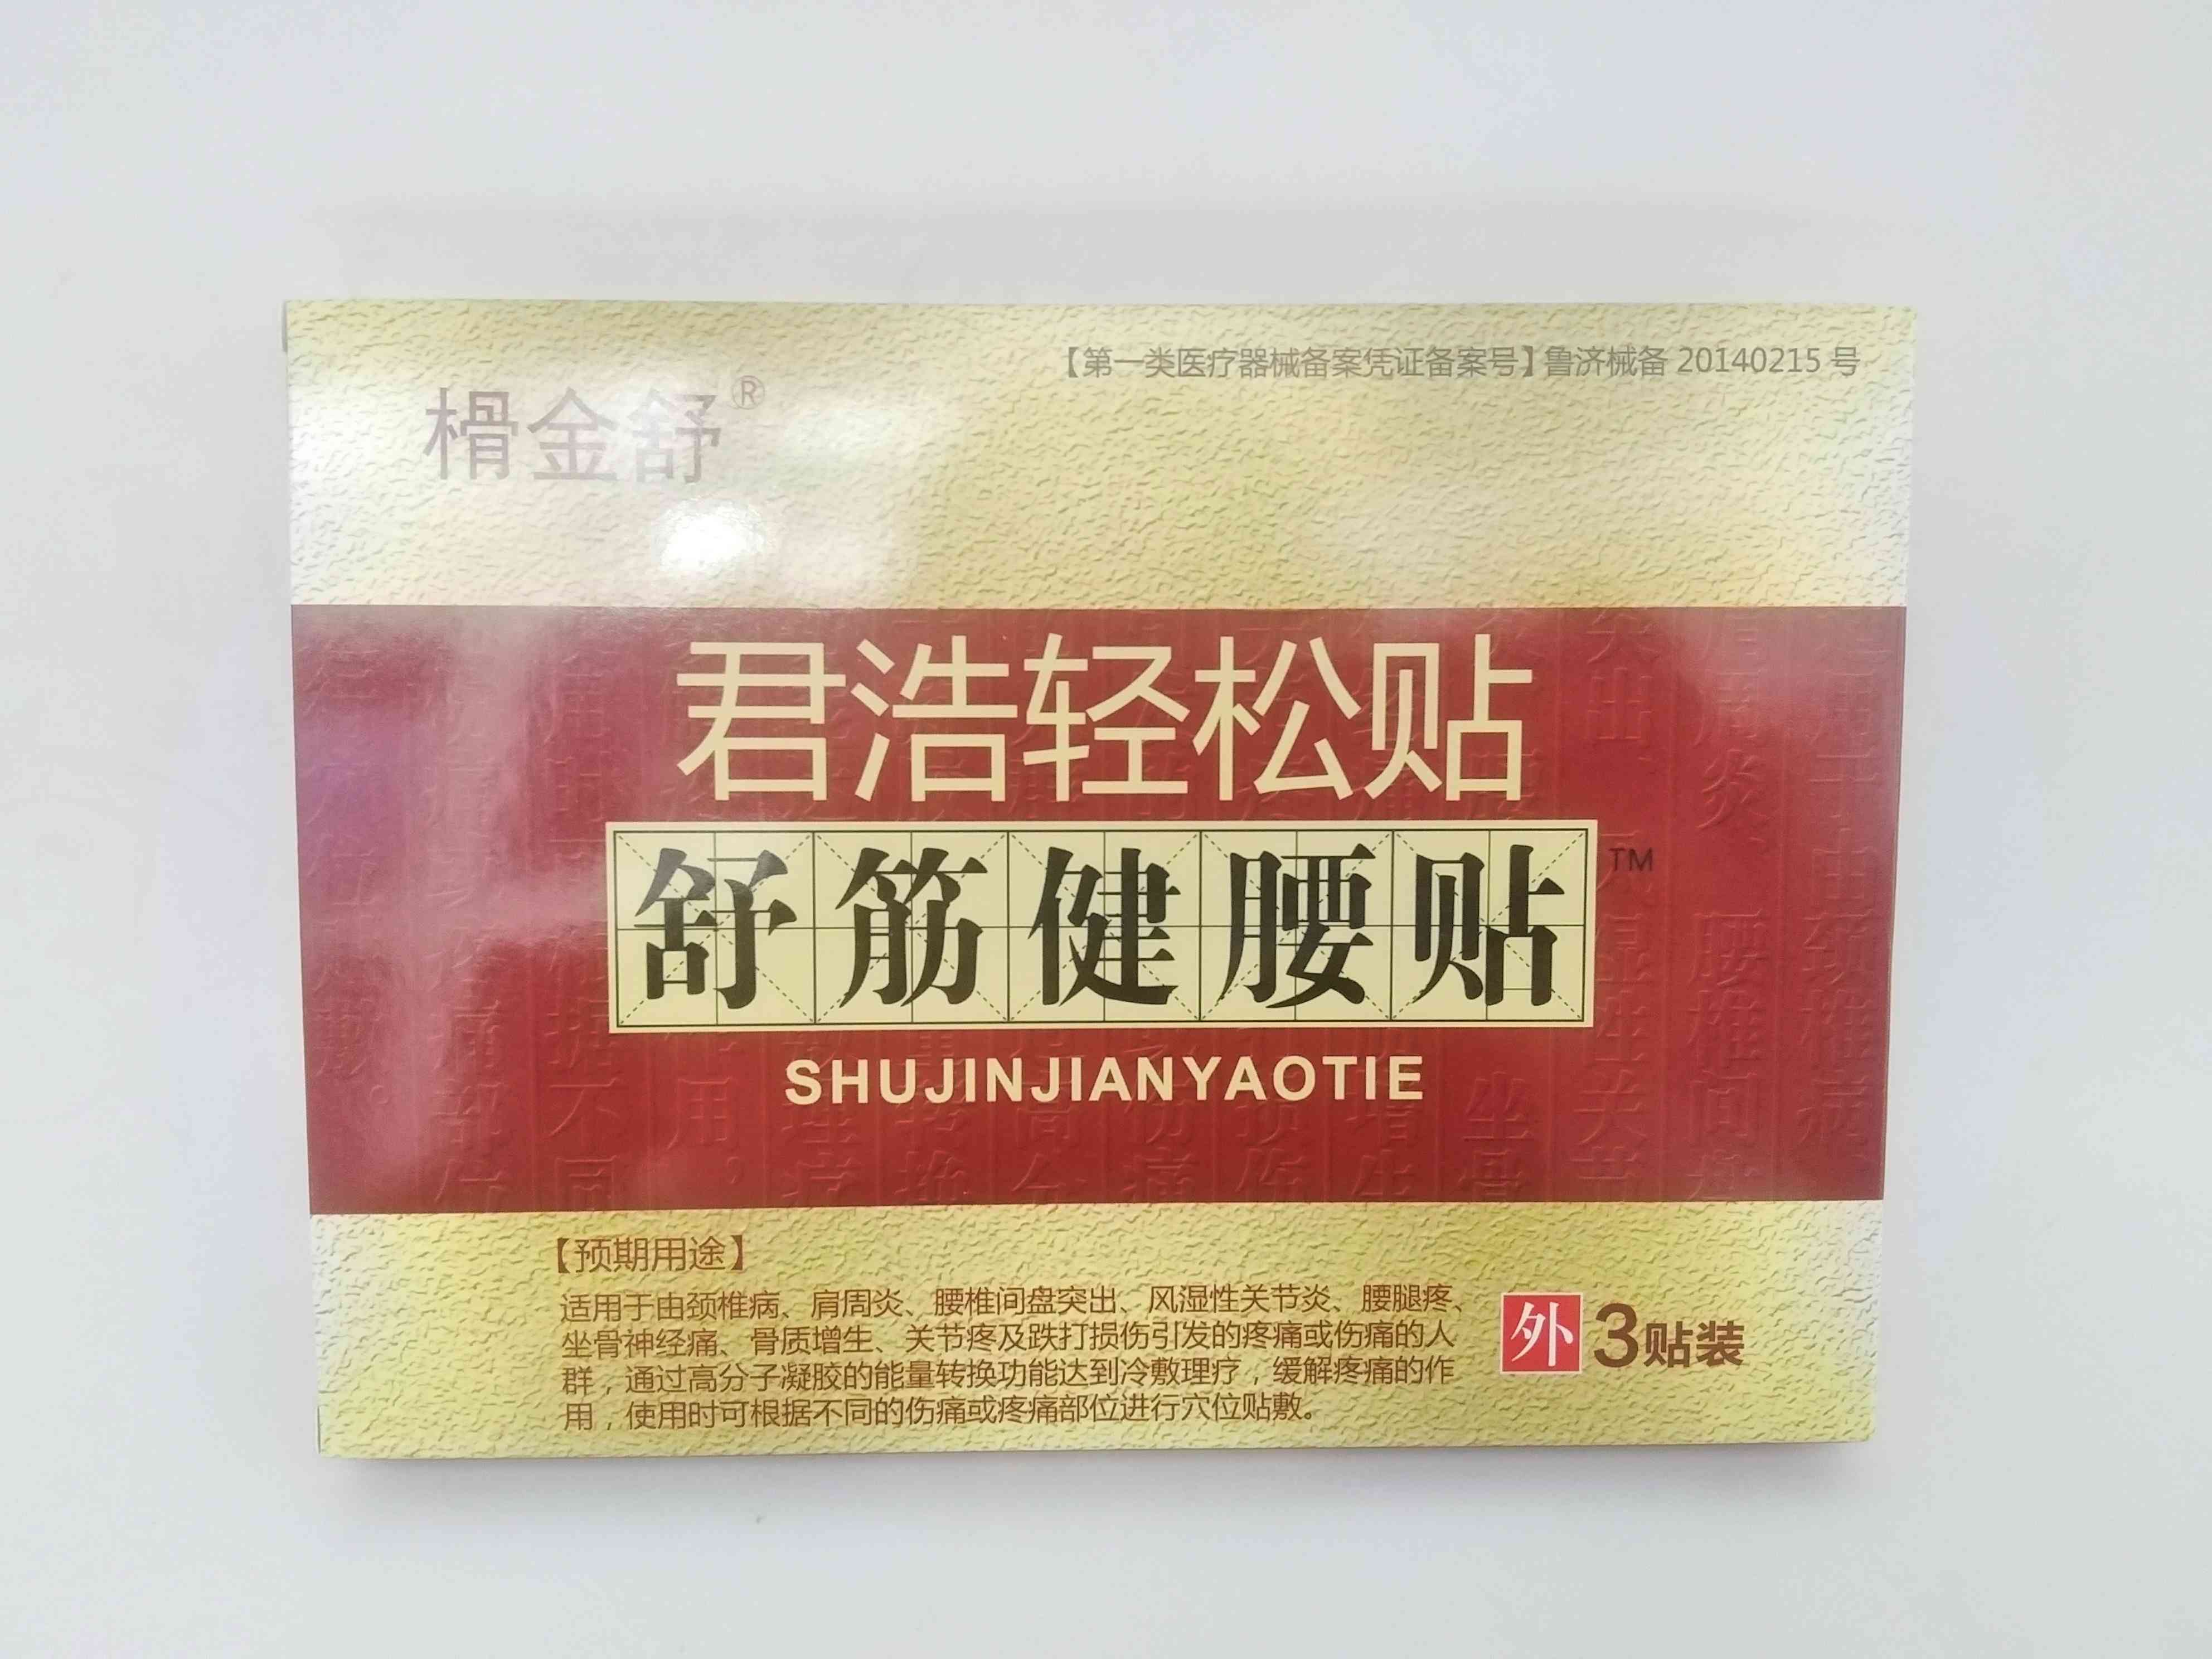 【第一类医疗器械备案凭证备案号】鲁济械备 20140215 号
榾金舒®
君浩轻松贴
舒筋健腰贴™
SHUJINJIANYAOTIE
【预期用途】
适用于由颈椎病、肩周炎、腰椎间盘突出、风湿性关节炎、腰腿疼、
坐骨神经痛、骨质增生、关节疼及跌打损伤引发的疼痛或伤痛的人
群，通过高分子凝胶的能量转换功能达到冷敷理疗，缓解疼痛的作
用，使用时可根据不同的伤痛或疼痛部位进行穴位贴敷。
外 3贴装